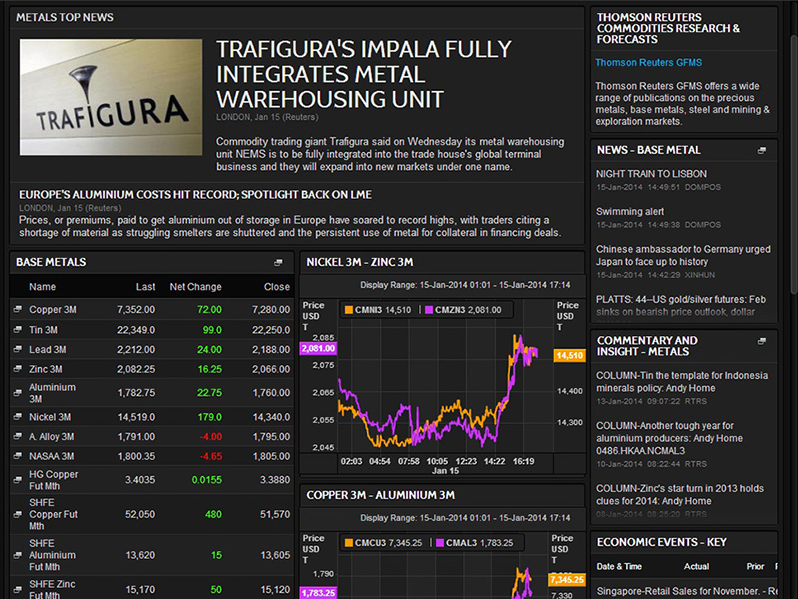 METALS TOP NEWS
TRAFIGURA
TRAFIGURA'S IMPALA FULLY
INTEGRATES METAL
WAREHOUSING UNIT
LONDON, Jan 15 (Reuters)
Commodity trading giant Trafigura said on Wednesday its metal warehousing
unit NEMS is to be fully integrated into the trade house's global terminal
business and they will expand into new markets under one name.
EUROPE'S ALUMINIUM COSTS HIT RECORD; SPOTLIGHT BACK ON LME
LONDON, Jan 15 (Reuters)
Prices, or premiums, paid to get aluminium out of storage in Europe have soared to record highs, with traders citing a
shortage of material as struggling smelters are shuttered and the persistent use of metal for collateral in financing deals.
BASE METALS
Name Last Net Change Close
Copper 3M 7,352.00 72.00 7,280.00
Tin 3M 22,349.0 99.0 22,250.0
Lead 3M 2,212.00 24.00 2,188.00
Zinc 3M 2,082.25 16.25 2,066.00
Aluminium
3M 1,782.75 22.75 1,760.00
Nickel 3M 14,519.0 179.0 14,340.0
A. Alloy 3M 1,791.00 -4.00 1,795.00
NASAA 3M 1,800.35 -4.65 1,805.00
HG Copper
Fut Mth 3.4035 0.0155 3.3880
SHFE
Copper Fut
Mth 52,050 480 51,570
SHFE
Aluminium
Fut Mth 13,620 15 13,605
SHFE Zinc
Fut Mth 15,170 50 15,120
NICKEL 3M - ZINC 3M
Display Range: 15-Jan-2014 01:01 - 15-Jan-2014 17:14
Price
USD
T
CMNI3 14,510 CMZN3 2,081.00
Price
USD
T
2,085
2,081.00
2,075
2,065
2,055
2,045
14,510
14,400
14,300
02:03 04:54 07:58 10:05 12:23 14:22 16:19
Jan 15
COPPER 3M - ALUMINIUM 3M
Display Range: 15-Jan-2014 01:01 - 15-Jan-2014 17:14
Price
USD
T
CMCU3 7,345.25 CMAL3 1,783.25
Price
USD
T
1,790
1,783.25
7,345.25
7,330
THOMSON REUTERS
COMMODITIES RESEARCH &
FORECASTS
Thomson Reuters GFMS
Thomson Reuters GFMS offers a wide
range of publications on the precious
metals, base metals, steel and mining &
exploration markets.
NEWS - BASE METAL
NIGHT TRAIN TO LISBON
15-Jan-2014 14:49:51 DOMPOS
Swimming alert
15-Jan-2014 14:49:38 DOMPOS
Chinese ambassador to Germany urged
Japan to face up to history
15-Jan-2014 14:42:29 XINHUN
PLATTS: 44--US gold/silver futures: Feb
sinks on bearish price outlook, dollar
COMMENTARY AND
INSIGHT - METALS
COLUMN-Tin the template for Indonesia
minerals policy: Andy Home
13-Jan-2014 09:07:22 RTRS
COLUMN-Another tough year for
aluminium producers: Andy Home
0486.HKAA.NCMAL3
10-Jan-2014 08:22:44 RTRS
COLUMN-Zinc's star turn in 2013 holds
clues for 2014: Andy Home
08-Jan-2014 08:25:20 RTRS
ECONOMIC EVENTS - KEY
Date & Time Actual Prior
Singapore-Retail Sales for November. - Re